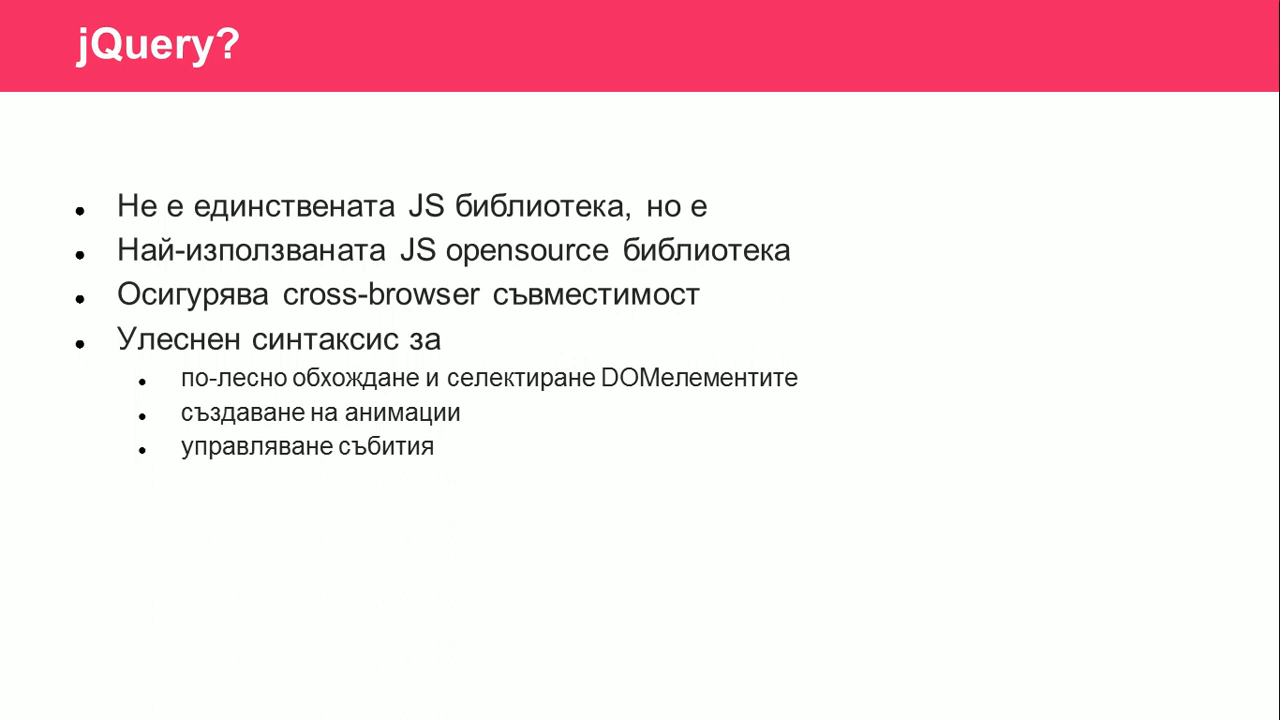 jQuery?
Не е единствената JS библиотека, но е
Най-използваната JS opensource библиотека
Осигурява cross-browser съвместимост
Улеснен синтаксис за
по-лесно обхождане и селектиране DOMелементите
създаване на анимации
управляване събития